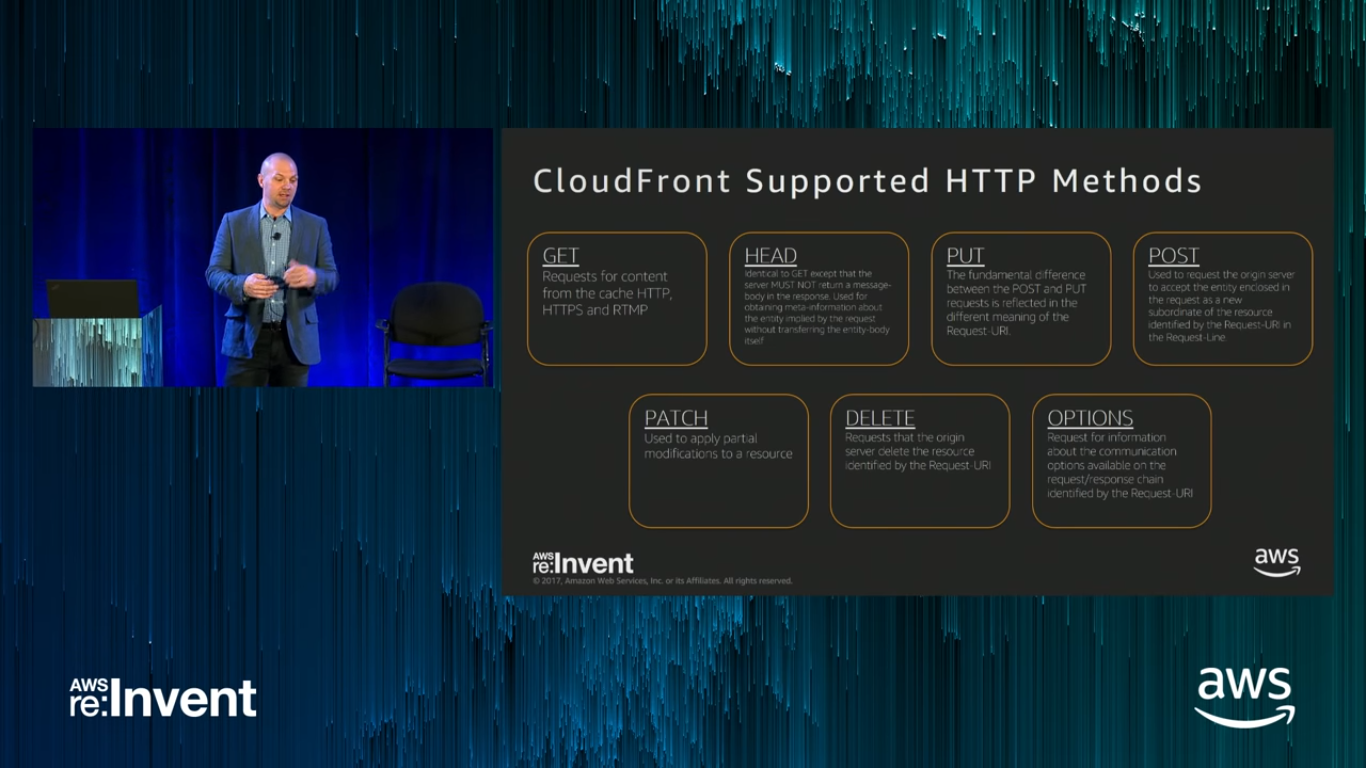 CloudFront Supported HTTP Methods
GET
Requests for content
from the cache HTTP,
HTTPS and RTMP
HEAD
Identical to GET except that the
server MUST NOT return a message-
body in the response. Used for
obtaining meta-information about
the entity implied by the request
without transferring the entity-body
itself
PUT
The fundamental difference
between the POST and PUT
requests is reflected in the
different meaning of the
Request-URI.
POST
Used to request the origin server
to accept the entity enclosed in
the request as a new
subordinate of the resource
identified by the Request-URI in
the Request-Line.
PATCH
Used to apply partial
modifications to a resource
DELETE
Requests that the origin
server delete the resource
identified by the Request-URI
OPTIONS
Request for information
about the communication
options available on the
request/response chain
identified by the Request-URI
AWS
re:Invent
© 2017, Amazon Web Services, Inc. or its Affiliates. All rights reserved.
aws
AWS
re:Invent
aws